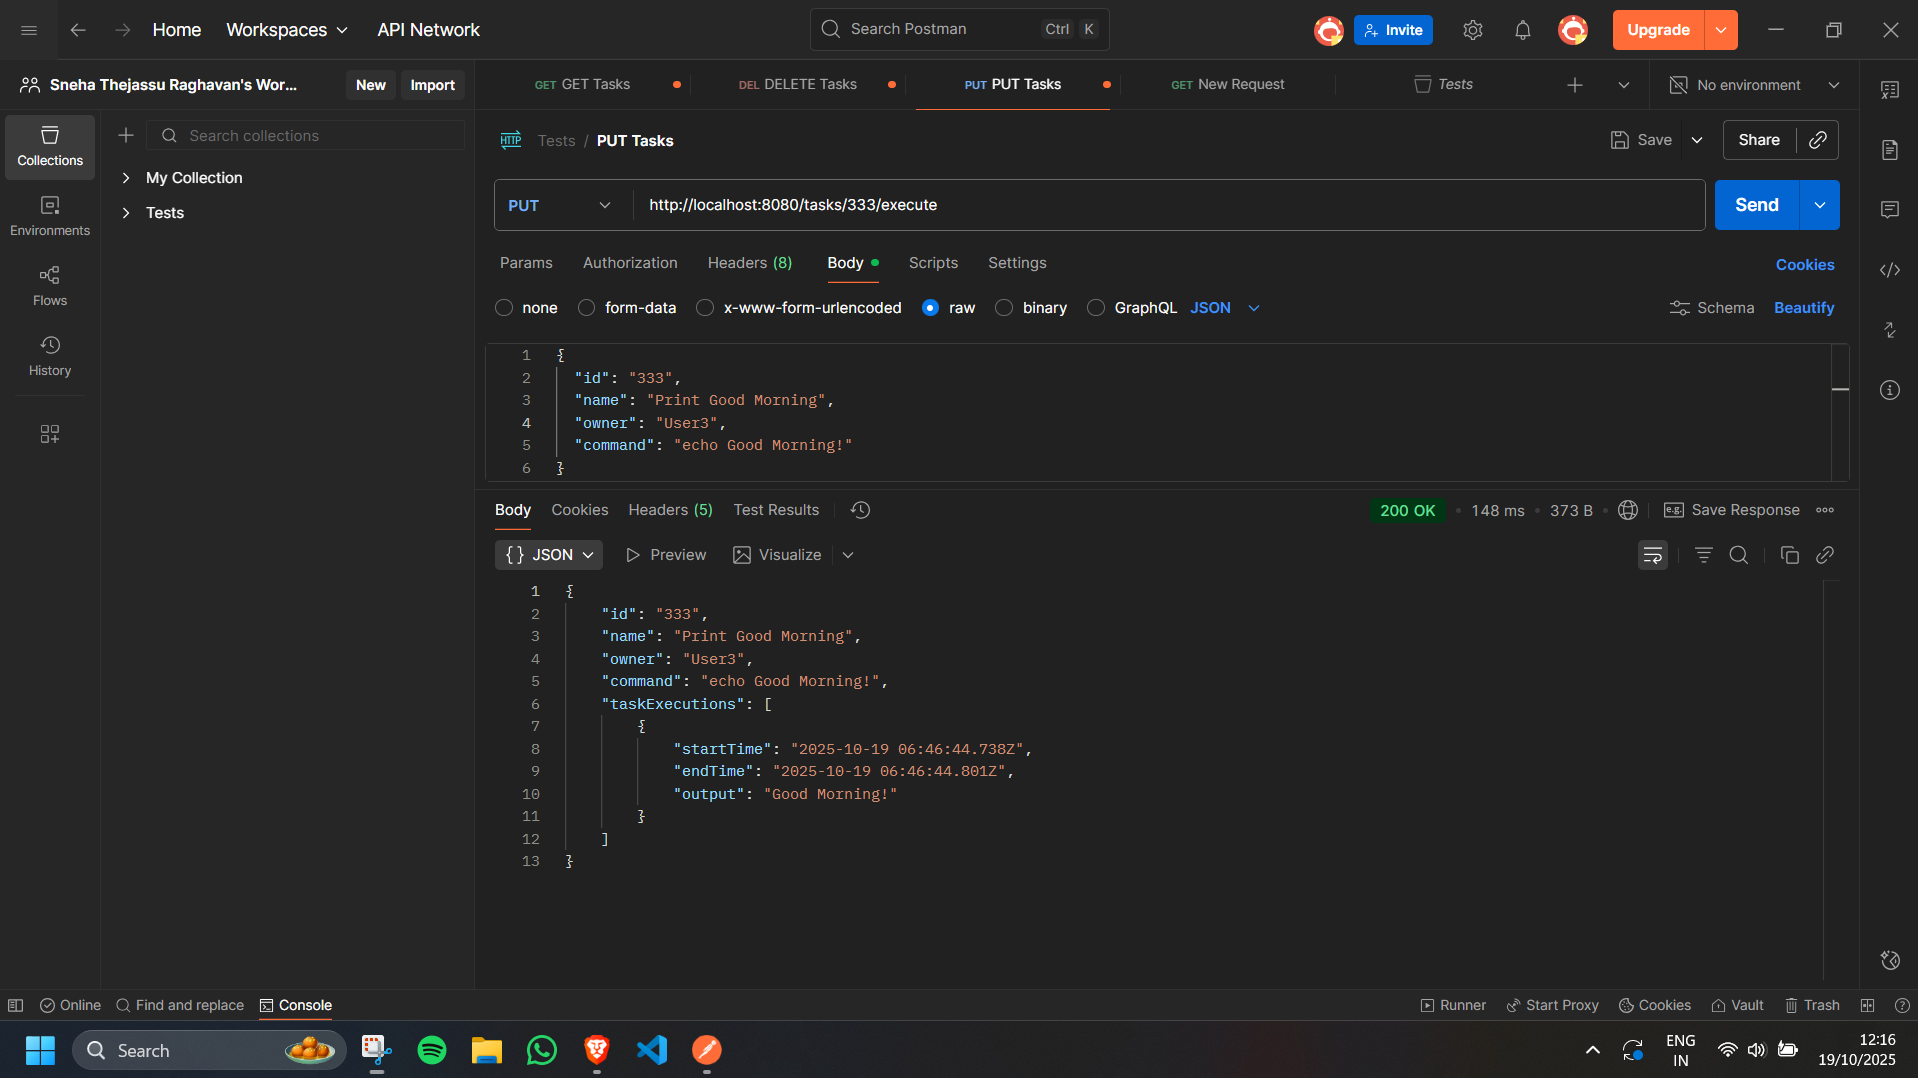 Home Workspaces API Network Search Postman Ctrl K Invite Upgrade
Sneha Thejassu Raghavan's Wor... New Import GET GET Tasks DEL DELETE Tasks PUT PUT Tasks GET New Request Tests No environment
Collections
Environments
Flows
History
Search collections
My Collection
Tests
HTTP Tests / PUT Tasks Save Share
PUT http://localhost:8080/tasks/333/execute Send
Params Authorization Headers (8) Body Scripts Settings Cookies
none form-data x-www-form-urlencoded raw binary GraphQL JSON Schema Beautify
1 {
2 "id": "333",
3 "name": "Print Good Morning",
4 "owner": "User3",
5 "command": "echo Good Morning!"
6 }
Body Cookies Headers (5) Test Results 200 OK • 148 ms • 373 B • e.g. Save Response
{} JSON Preview Visualize
1 {
2 "id": "333",
3 "name": "Print Good Morning",
4 "owner": "User3",
5 "command": "echo Good Morning!",
6 "taskExecutions": [
7 {
8 "startTime": "2025-10-19 06:46:44.738Z",
9 "endTime": "2025-10-19 06:46:44.801Z",
10 "output": "Good Morning!"
11 }
12 ]
13 }
Online Find and replace Console Runner Start Proxy Cookies Vault Trash
Search ENG IN 12:16
19/10/2025